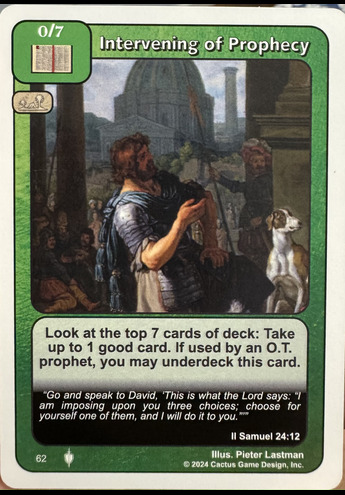 0/7
Intervening of Prophecy
Look at the top 7 cards of deck: Take
up to 1 good card. If used by an O.T.
prophet, you may underdeck this card.
"Go and speak to David, 'This is what the Lord says: "I
am imposing upon you three choices; choose for
yourself one of them, and I will do it to you."'"
II Samuel 24:12
Illus. Pieter Lastman
62
© 2024 Cactus Game Design, Inc.